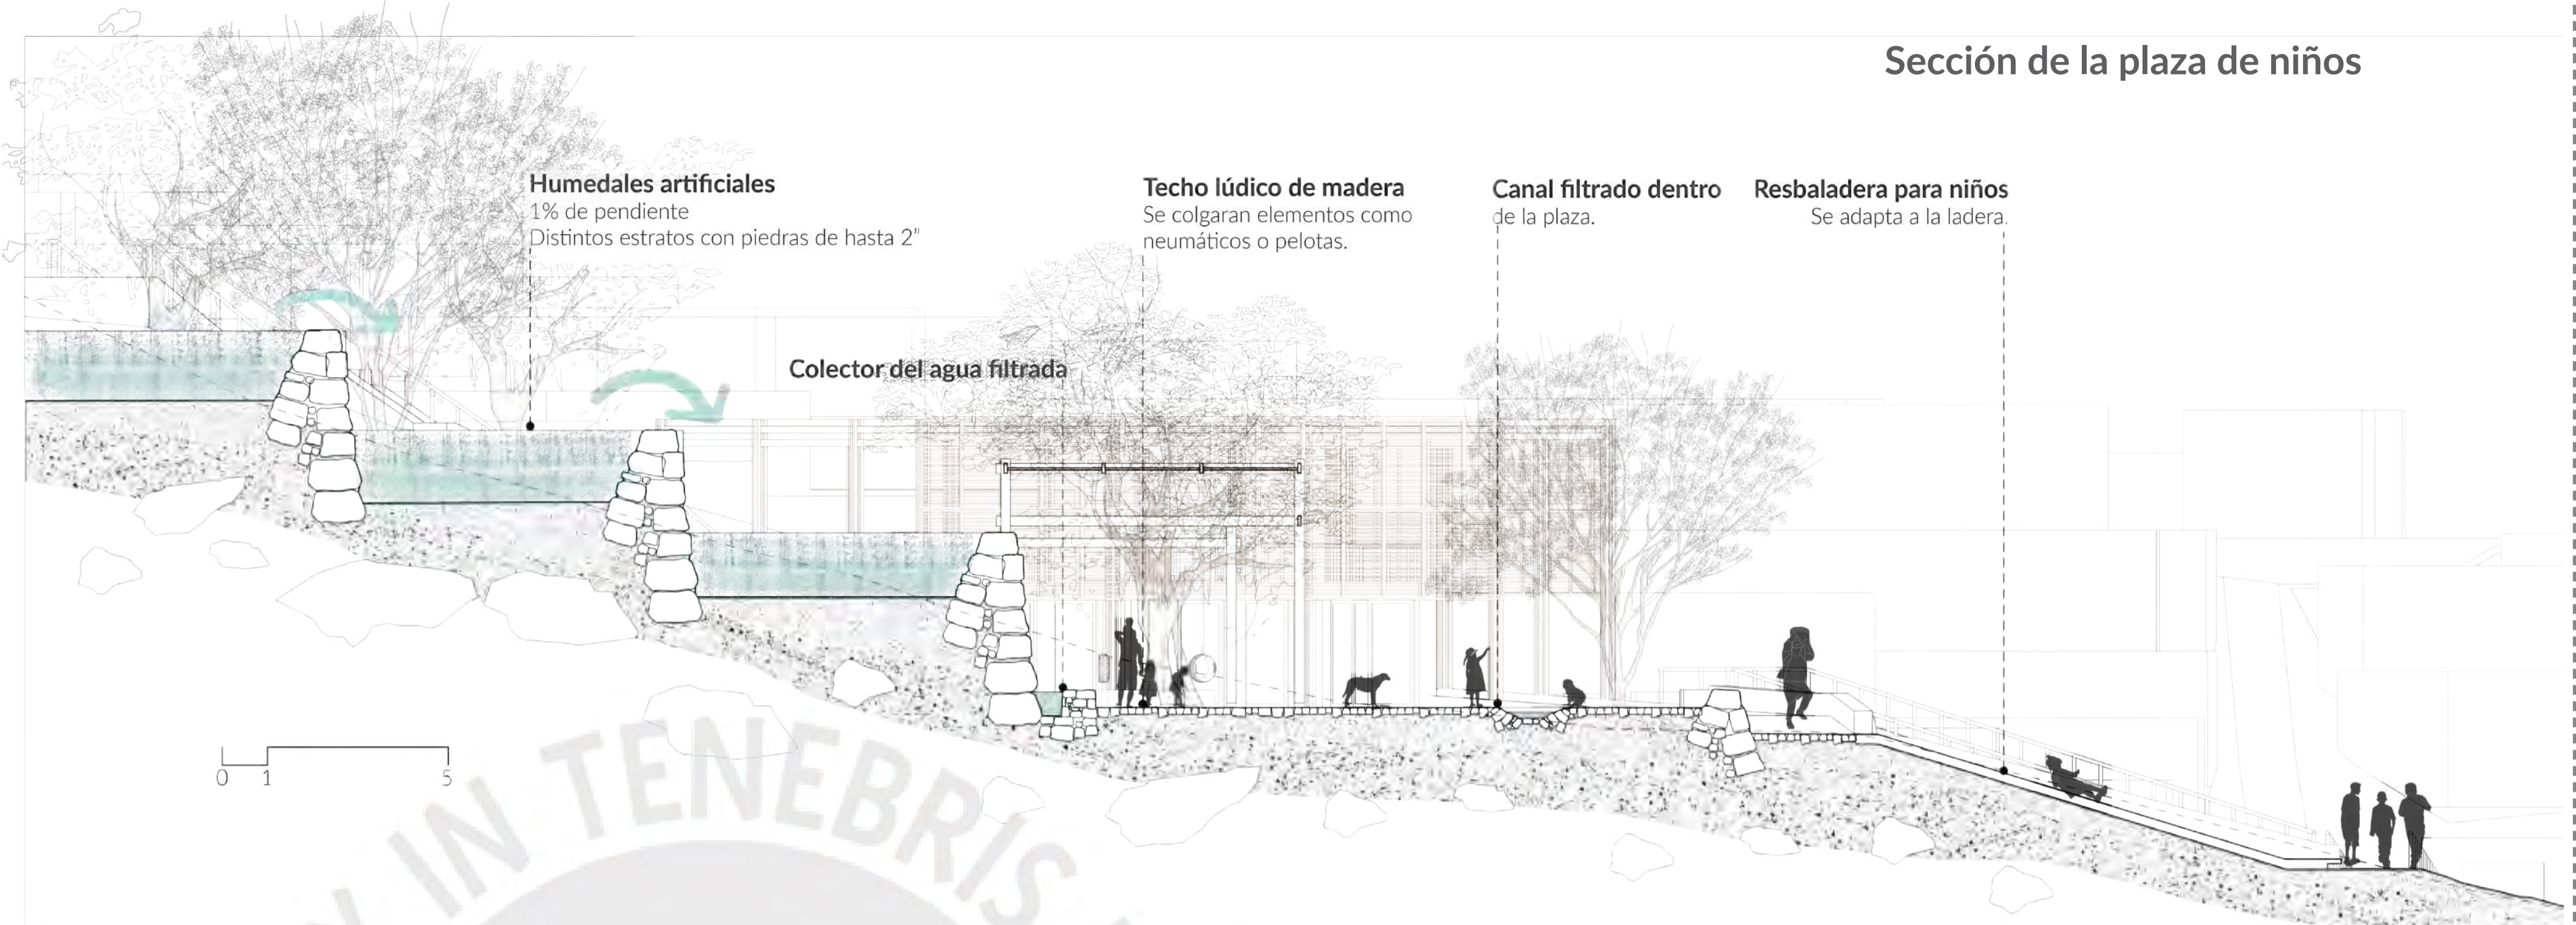 Sección de la plaza de niños
Humedales artificiales
1% de pendiente
Distintos estratos con piedras de hasta 2”
Techo lúdico de madera
Se colgaran elementos como
neumáticos o pelotas.
Canal filtrado dentro
de la plaza.
Resbaladera para niños
Se adapta a la ladera.
Colector del agua filtrada
0 1 5
IN TENEBRIS